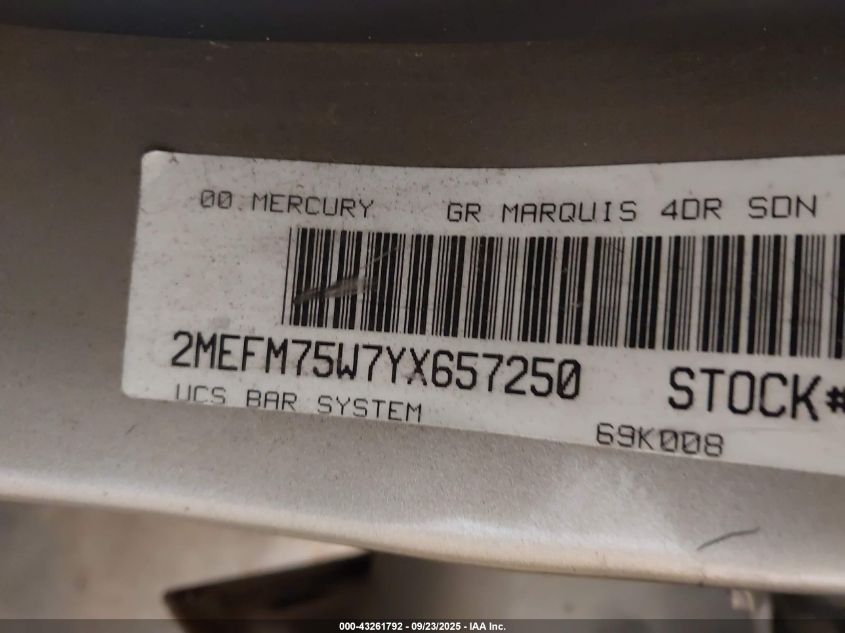 00 MERCURY GR MARQUIS 4DR SDN
2MEFM75W7YX657250 STOCK#
UCS BAR SYSTEM 69K008
000-43261792 - 09/23/2025 - IAA Inc.